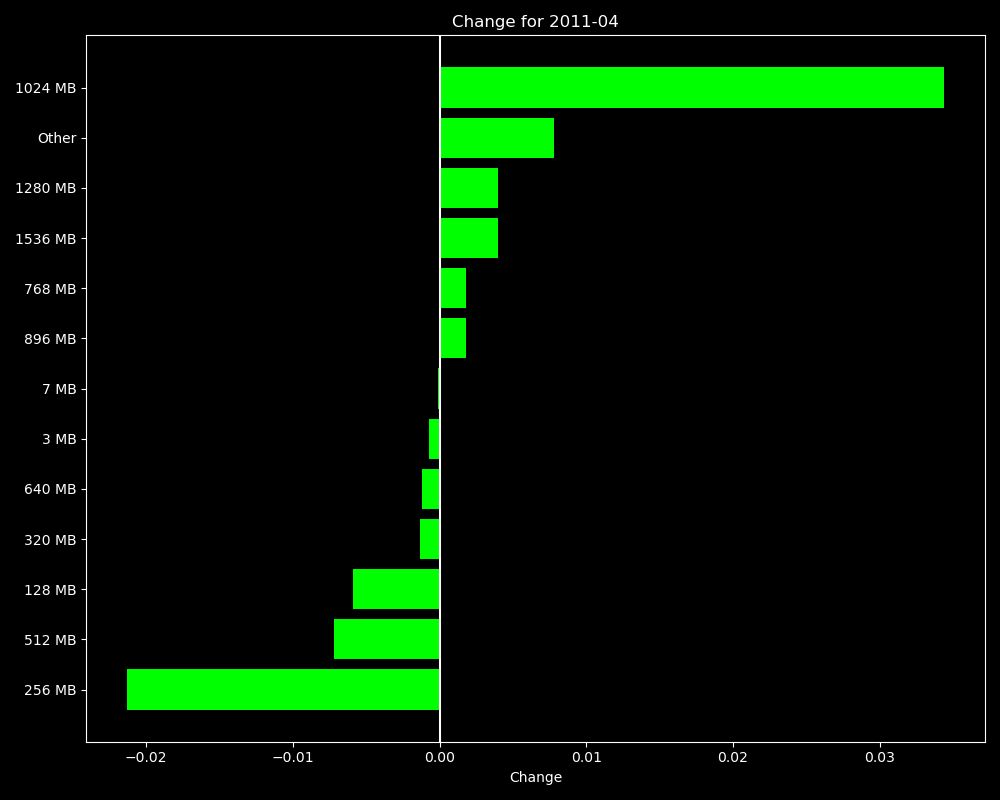 Change for 2011-04
1024 MB
Other
1280 MB
1536 MB
768 MB
896 MB
7 MB
3 MB
640 MB
320 MB
128 MB
512 MB
256 MB
−0.02 −0.01 0.00 0.01 0.02 0.03
Change